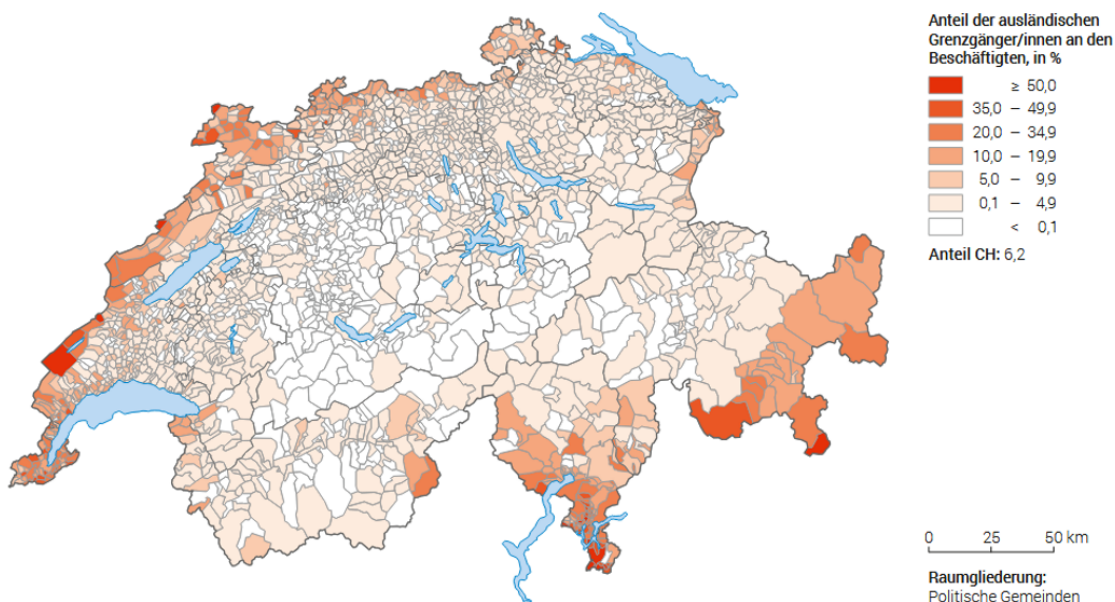 Anteil der ausländischen
Grenzgänger/innen an den
Beschäftigten, in %
≥ 50,0
35,0 – 49,9
20,0 – 34,9
10,0 – 19,9
5,0 – 9,9
0,1 – 4,9
< 0,1
Anteil CH: 6,2
0 25 50 km
Raumgliederung:
Politische Gemeinden